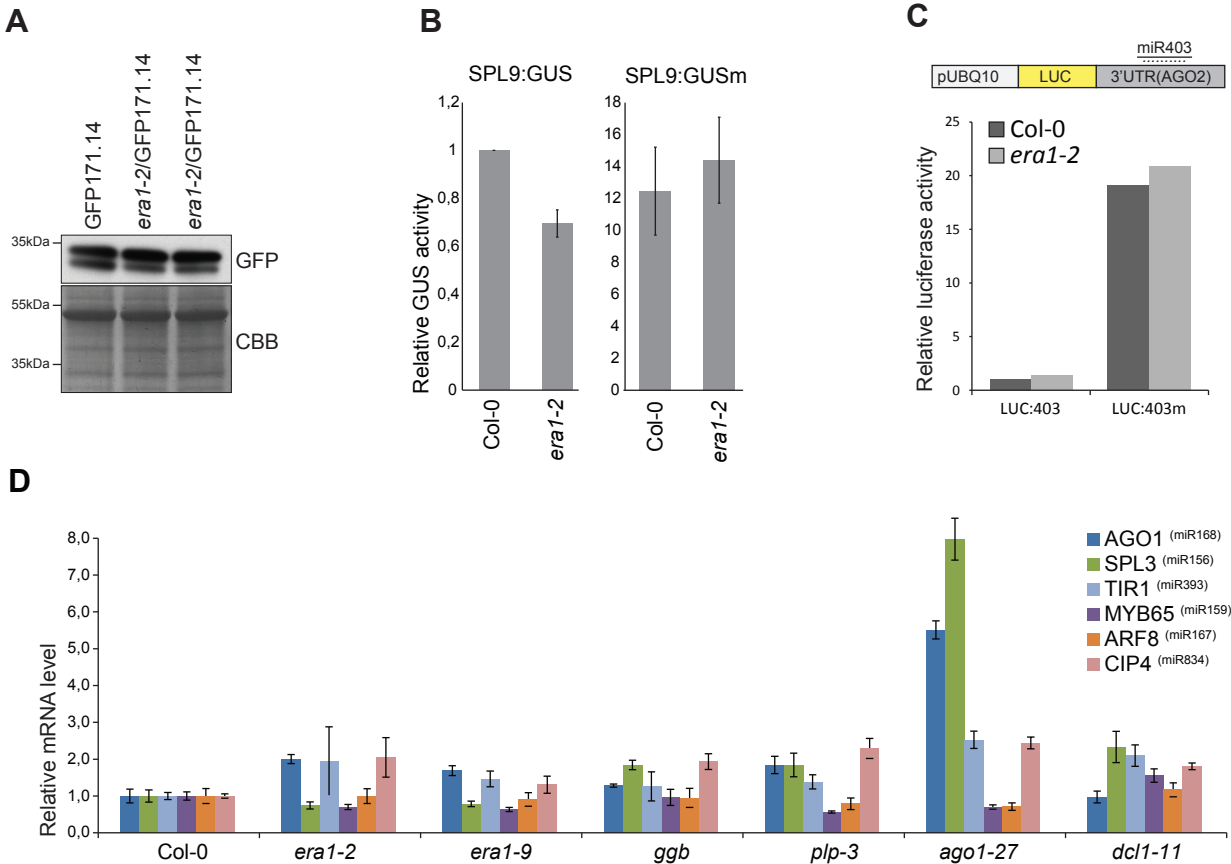 A
GFP171.14
era1-2/GFP171.14
era1-2/GFP171.14
35kDa
GFP
55kDa
35kDa
CBB
B
SPL9:GUS
SPL9:GUSm
Relative GUS activity
1,2
1
0,8
0,6
0,4
0,2
0
Col-0
era1-2
18
16
14
12
10
8
6
4
2
0
Col-0
era1-2
C
miR403
pUBQ10
LUC
3'UTR(AGO2)
Relative luciferase activity
25
20
15
10
5
0
Col-0
era1-2
LUC:403
LUC:403m
D
Relative mRNA level
8,0
7,0
6,0
5,0
4,0
3,0
2,0
1,0
0,0
AGO1 (miR168)
SPL3 (miR156)
TIR1 (miR393)
MYB65 (miR159)
ARF8 (miR167)
CIP4 (miR834)
Col-0
era1-2
era1-9
ggb
plp-3
ago1-27
dcl1-11